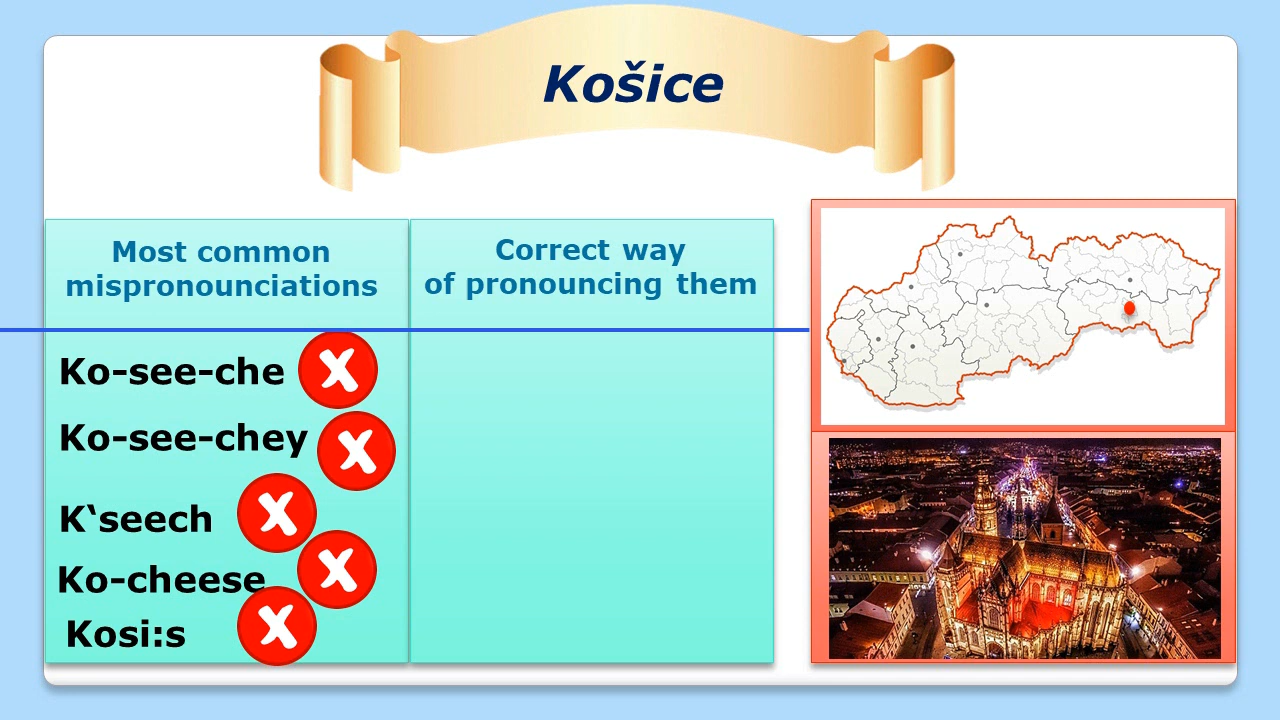 Košice
Most common
mispronounciations
Correct way
of pronouncing them
Ko-see-che
Ko-see-chey
K‘seech
Ko-cheese
Kosi:s